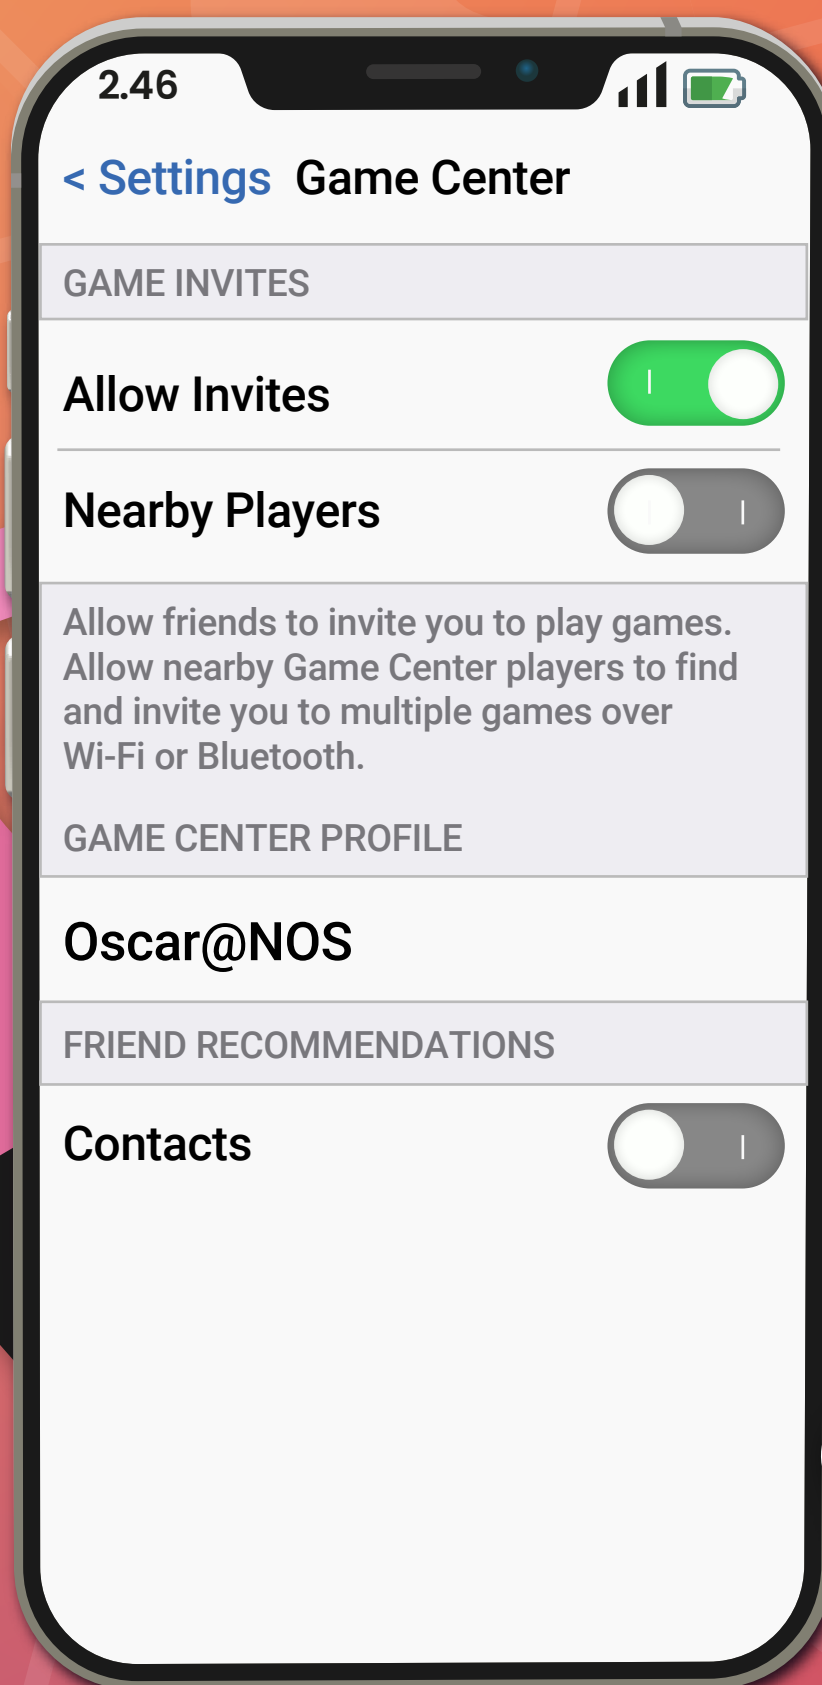 2.46
< Settings Game Center
GAME INVITES
Allow Invites
Nearby Players
Allow friends to invite you to play games.
Allow nearby Game Center players to find
and invite you to multiple games over
Wi-Fi or Bluetooth.
GAME CENTER PROFILE
Oscar@NOS
FRIEND RECOMMENDATIONS
Contacts